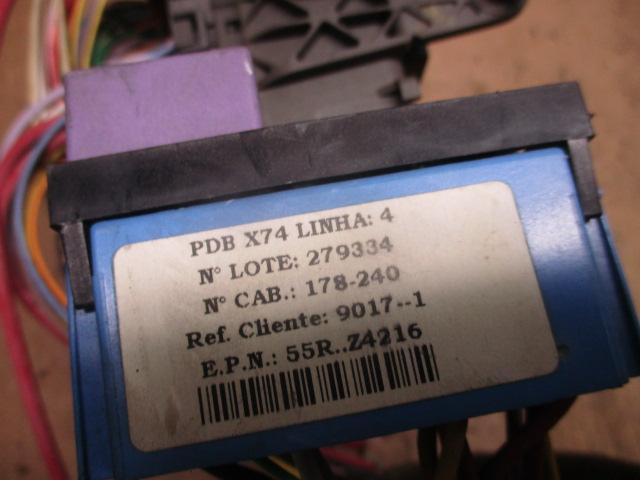 PDB X74 LINHA: 4
Nº LOTE: 279334
Nº CAB.: 178-240
Ref. Cliente: 9017--1
E.P.N.: 55R..Z4216